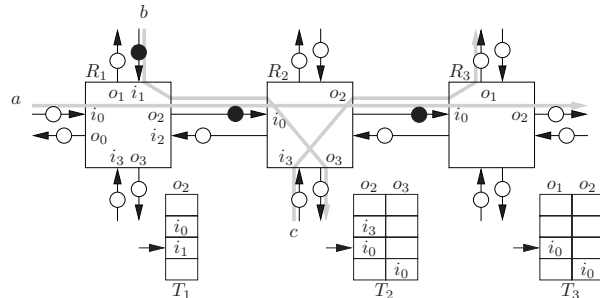 b
R₁ R₂ R₃
o₁ i₁ o₂ o₁
a
i₀ o₂ i₀ i₀ o₂
o₀ i₂
i₃ o₃ i₃ o₃
o₂ o₂ o₃ o₁ o₂
c
i₀ i₃
i₁ i₀ i₀
i₀ i₀
T₁ T₂ T₃